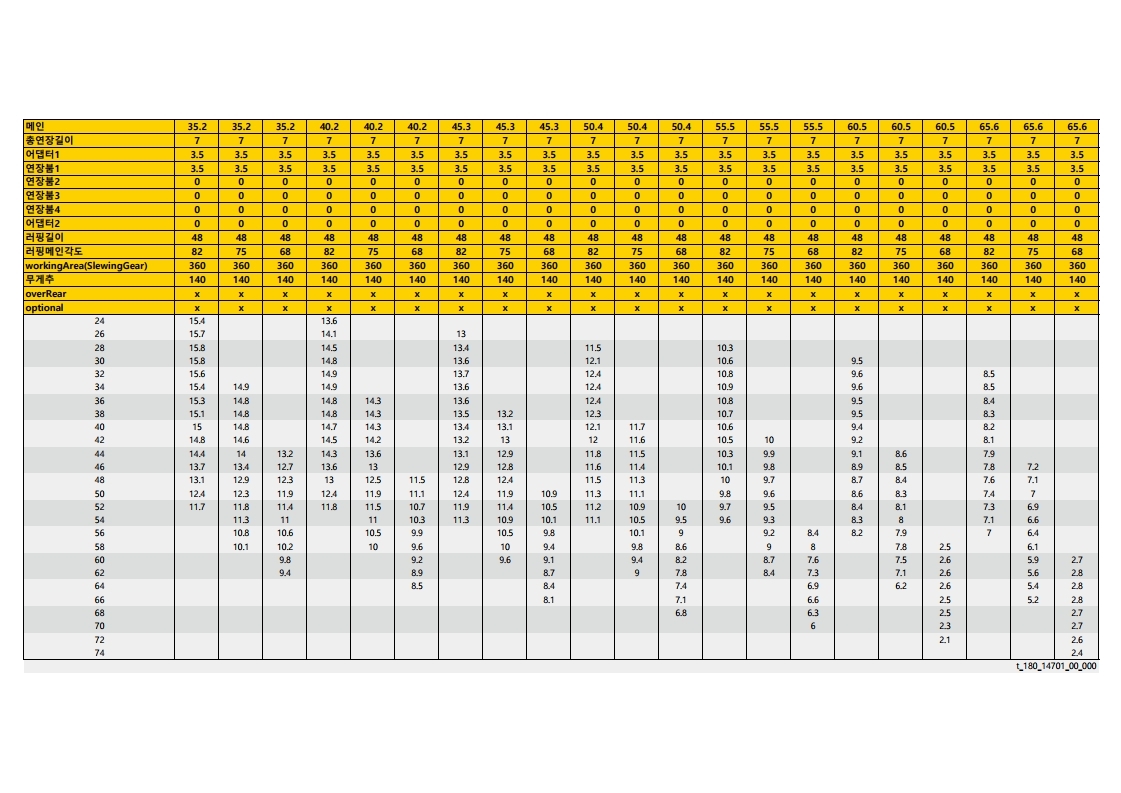 메인 35.2 35.2 35.2 40.2 40.2 40.2 45.3 45.3 45.3 50.4 50.4 50.4 55.5 55.5 55.5 60.5 60.5 60.5 65.6 65.6 65.6
총연장길이 7 7 7 7 7 7 7 7 7 7 7 7 7 7 7 7 7 7 7 7 7
어댑터1 3.5 3.5 3.5 3.5 3.5 3.5 3.5 3.5 3.5 3.5 3.5 3.5 3.5 3.5 3.5 3.5 3.5 3.5 3.5 3.5 3.5
연장붐1 3.5 3.5 3.5 3.5 3.5 3.5 3.5 3.5 3.5 3.5 3.5 3.5 3.5 3.5 3.5 3.5 3.5 3.5 3.5 3.5 3.5
연장붐2 0 0 0 0 0 0 0 0 0 0 0 0 0 0 0 0 0 0 0 0 0
연장붐3 0 0 0 0 0 0 0 0 0 0 0 0 0 0 0 0 0 0 0 0 0
연장붐4 0 0 0 0 0 0 0 0 0 0 0 0 0 0 0 0 0 0 0 0 0
어댑터2 0 0 0 0 0 0 0 0 0 0 0 0 0 0 0 0 0 0 0 0 0
러핑길이 48 48 48 48 48 48 48 48 48 48 48 48 48 48 48 48 48 48 48 48 48
러핑메인각도 82 75 68 82 75 68 82 75 68 82 75 68 82 75 68 82 75 68 82 75 68
workingArea(SlewingGear) 360 360 360 360 360 360 360 360 360 360 360 360 360 360 360 360 360 360 360 360 360
무게추 140 140 140 140 140 140 140 140 140 140 140 140 140 140 140 140 140 140 140 140 140
overRear x x x x x x x x x x x x x x x x x x x x x
optional x x x x x x x x x x x x x x x x x x x x x
24 15.4 13.6
26 15.7 14.1 13
28 15.8 14.5 13.4 11.5 10.3
30 15.8 14.8 13.6 12.1 10.6 9.5
32 15.6 14.9 13.7 12.4 10.8 9.6 8.5
34 15.4 14.9 14.9 13.6 12.4 10.9 9.6 8.5
36 15.3 14.8 14.8 14.3 13.6 12.4 10.8 9.5 8.4
38 15.1 14.8 14.8 14.3 13.5 13.2 12.3 10.7 9.5 8.3
40 15 14.8 14.7 14.3 13.4 13.1 12.1 11.7 10.6 9.4 8.2
42 14.8 14.6 14.5 14.2 13.2 13 12 11.6 10.5 10 9.2 8.1
44 14.4 14 13.2 14.3 13.6 13.1 12.9 11.8 11.5 10.3 9.9 9.1 8.6 7.9
46 13.7 13.4 12.7 13.6 13 12.9 12.8 11.6 11.4 10.1 9.8 8.9 8.5 7.8 7.2
48 13.1 12.9 12.3 13 12.5 11.5 12.8 12.4 11.5 11.3 10 9.7 8.7 8.4 7.6 7.1
50 12.4 12.3 11.9 12.4 11.9 11.1 12.4 11.9 10.9 11.3 11.1 9.8 9.6 8.6 8.3 7.4 7
52 11.7 11.8 11.4 11.8 11.5 10.7 11.9 11.4 10.5 11.2 10.9 10 9.7 9.5 8.4 8.1 7.3 6.9
54 11.3 11 11 10.3 11.3 10.9 10.1 11.1 10.5 9.5 9.6 9.3 8.3 8 7.1 6.6
56 10.8 10.6 10.5 9.9 10.5 9.8 10.1 9 9.2 8.4 8.2 7.9 7 6.4
58 10.1 10.2 10 9.6 10 9.4 9.8 8.6 9 8 7.8 2.5 6.1
60 9.8 9.2 9.6 9.1 9.4 8.2 8.7 7.6 7.5 2.6 5.9 2.7
62 9.4 8.9 8.7 9 7.8 8.4 7.3 7.1 2.6 5.6 2.8
64 8.5 8.4 7.4 6.9 6.2 2.6 5.4 2.8
66 8.1 7.1 6.6 2.5 5.2 2.8
68 6.8 6.3 2.5 2.7
70 6 2.3 2.7
72 2.1 2.6
74 2.4
t_180_14701_00_000